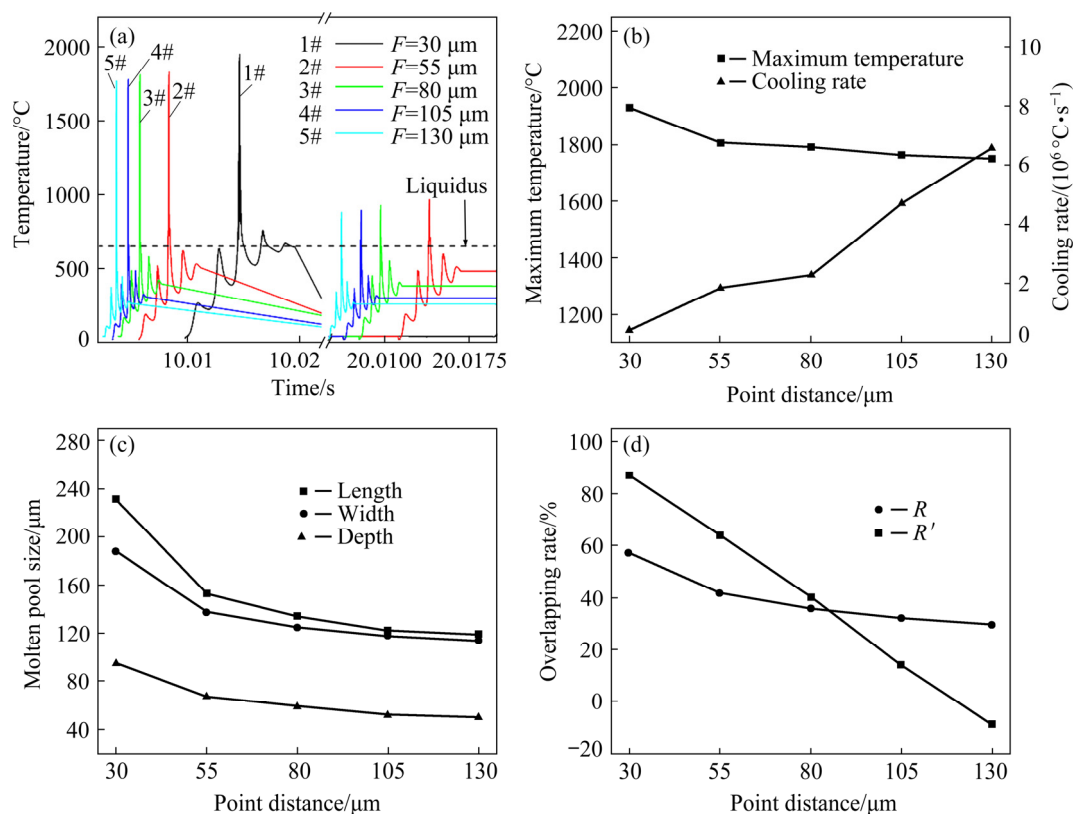 (a)
2000
1500
1000
500
0
Temperature/°C
1# F=30 μm
2# F=55 μm
3# F=80 μm
4# F=105 μm
5# F=130 μm
4#
5#
3#
2#
1#
Liquidus
10.01 10.02 20.0100 20.0175
Time/s
(b)
2200
2000
1800
1600
1400
1200
Maximum temperature/°C
Maximum temperature
Cooling rate
10
8
6
4
2
0
Cooling rate/(10⁶ °C•s⁻¹)
30 55 80 105 130
Point distance/μm
(c)
280
240
200
160
120
80
40
Molten pool size/μm
Length
Width
Depth
30 55 80 105 130
Point distance/μm
(d)
100
80
60
40
20
0
−20
Overlapping rate/%
R
R′
30 55 80 105 130
Point distance/μm